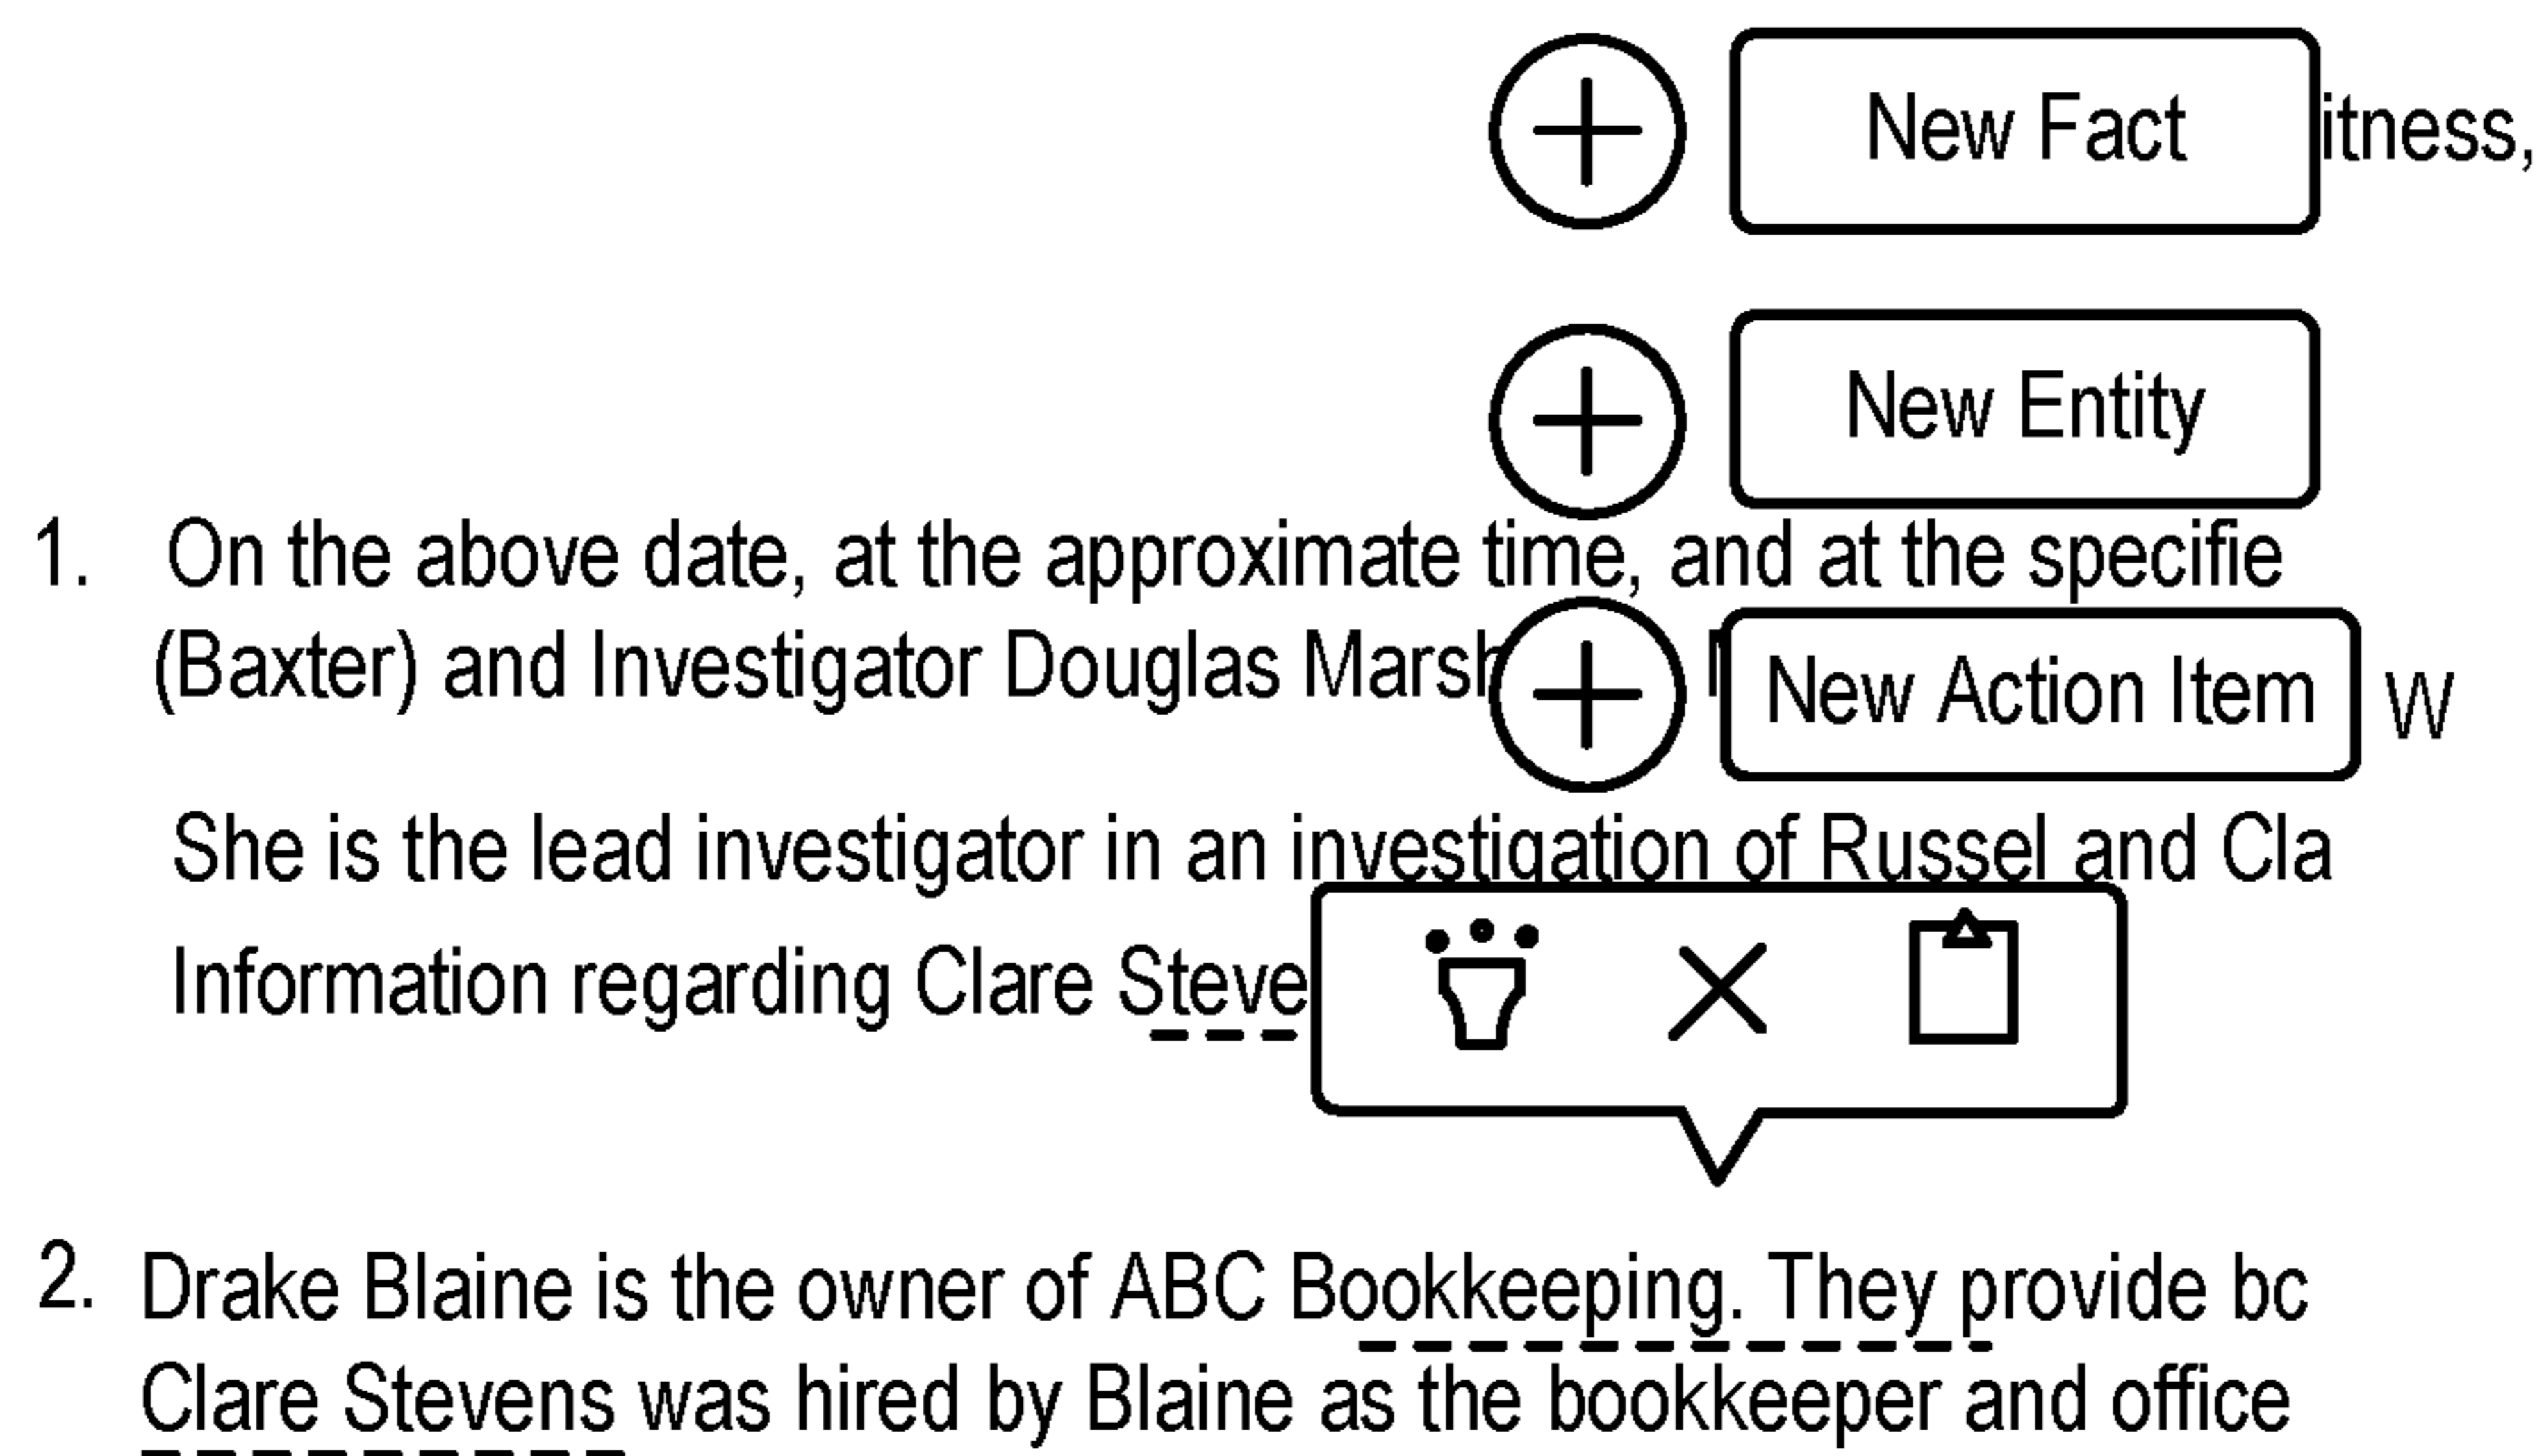 New Fact itness,
New Entity
1. On the above date, at the approximate time, and at the specifie
(Baxter) and Investigator Douglas Marsh
New Action Item W
She is the lead investigator in an investigation of Russel and Cla
Information regarding Clare Steve
2. Drake Blaine is the owner of ABC Bookkeeping. They provide bc
Clare Stevens was hired by Blaine as the bookkeeper and office